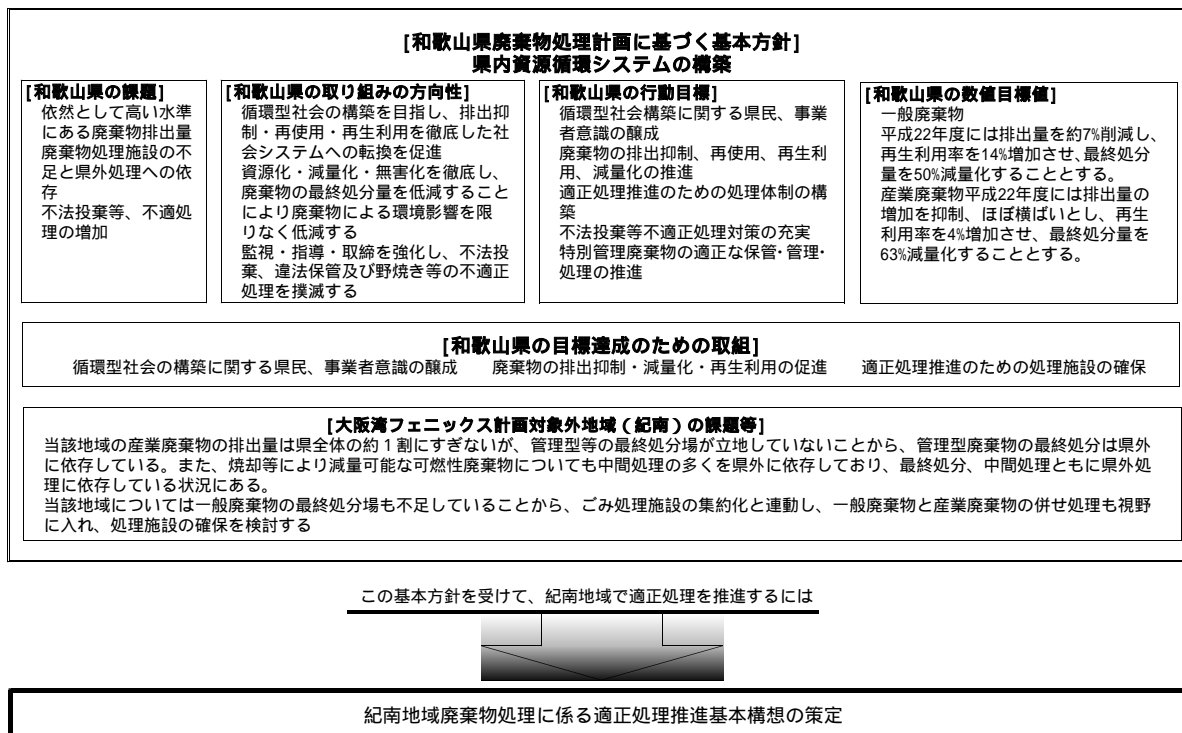 [和歌山県廃棄物処理計画に基づく基本方針]
県内資源循環システムの構築
[和歌山県の課題]
依然として高い水準
にある廃棄物排出量
廃棄物処理施設の不
足と県外処理への依
存
不法投棄等、不適処
理の増加
[和歌山県の取り組みの方向性]
循環型社会の構築を目指し、排出抑
制・再使用・再生利用を徹底した社
会システムへの転換を促進
資源化・減量化・無害化を徹底し、
廃棄物の最終処分量を低減すること
により廃棄物による環境影響を限
りなく低減する
監視・指導・取締を強化し、不法投
棄、違法保管及び野焼き等の不適正
処理を撲滅する
[和歌山県の行動目標]
循環型社会構築に関する県民、事業
者意識の醸成
廃棄物の排出抑制、再使用、再生利
用、減量化の推進
適正処理推進のための処理体制の構
築
不法投棄等不適正処理対策の充実
特別管理廃棄物の適正な保管・管理・
処理の推進
[和歌山県の数値目標値]
一般廃棄物
平成22年度には排出量を約7%削減し、
再生利用率を14%増加させ、最終処分
量を50%減量化することとする。
産業廃棄物平成22年度には排出量の
増加を抑制、ほぼ横ばいとし、再生
利用率を4%増加させ、最終処分量を
63%減量化することとする。
[和歌山県の目標達成のための取組]
循環型社会の構築に関する県民、事業者意識の醸成　廃棄物の排出抑制・減量化・再生利用の促進　適正処理推進のための処理施設の確保
[大阪湾フェニックス計画対象外地域（紀南）の課題等]
当該地域の産業廃棄物の排出量は県全体の約１割にすぎないが、管理型等の最終処分場が立地していないことから、管理型廃棄物の最終処分は県外
に依存している。また、焼却等により減量可能な可燃性廃棄物についても中間処理の多くを県外に依存しており、最終処分、中間処理ともに県外処
理に依存している状況にある。
当該地域については一般廃棄物の最終処分場も不足していることから、ごみ処理施設の集約化と連動し、一般廃棄物と産業廃棄物の併せ処理も視野
に入れ、処理施設の確保を検討する
この基本方針を受けて、紀南地域で適正処理を推進するには
紀南地域廃棄物処理に係る適正処理推進基本構想の策定